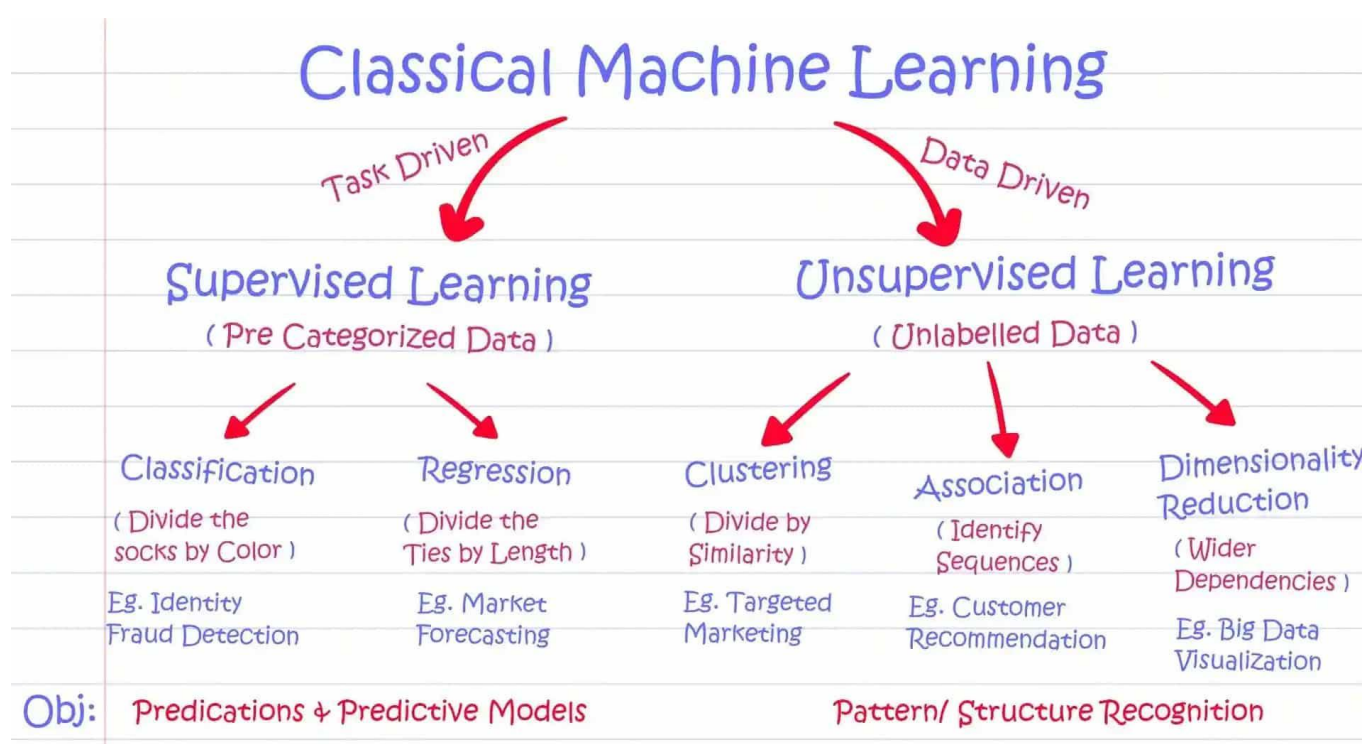 Classical Machine Learning
Task Driven
Data Driven
Supervised Learning
( Pre Categorized Data )
Unsupervised Learning
( Unlabelled Data )
Classification
( Divide the
socks by Color )
Eg. Identity
Fraud Detection
Regression
( Divide the
Ties by Length )
Eg. Market
Forecasting
Clustering
( Divide by
Similarity )
Eg. Targeted
Marketing
Association
( Identify
Sequences )
Eg. Customer
Recommendation
Dimensionality
Reduction
( Wider
Dependencies )
Eg. Big Data
Visualization
Obj: Predications & Predictive Models
Pattern/ Structure Recognition